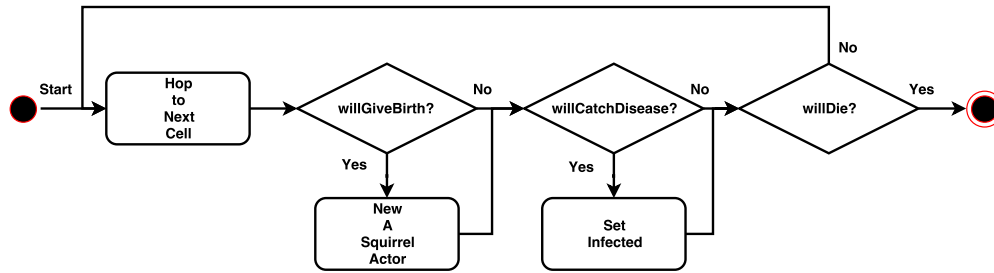 Start
Hop
to
Next
Cell
willGiveBirth?
No
Yes
New
A
Squirrel
Actor
willCatchDisease?
No
Yes
Set
Infected
willDie?
No
Yes